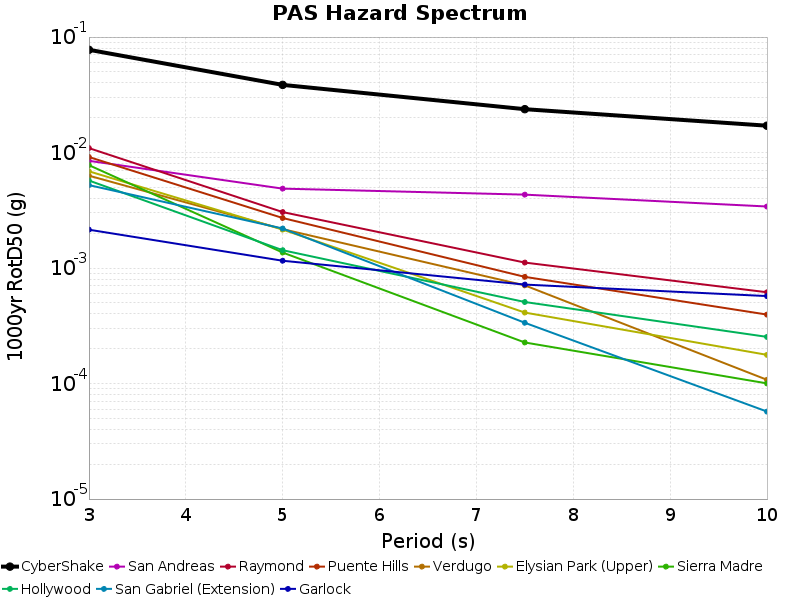 PAS Hazard Spectrum
1000yr RotD50 (g)
10-1
10-2
10-3
10-4
10-5
3 4 5 6 7 8 9 10
Period (s)
CyberShake San Andreas Raymond Puente Hills Verdugo Elysian Park (Upper) Sierra Madre
Hollywood San Gabriel (Extension) Garlock